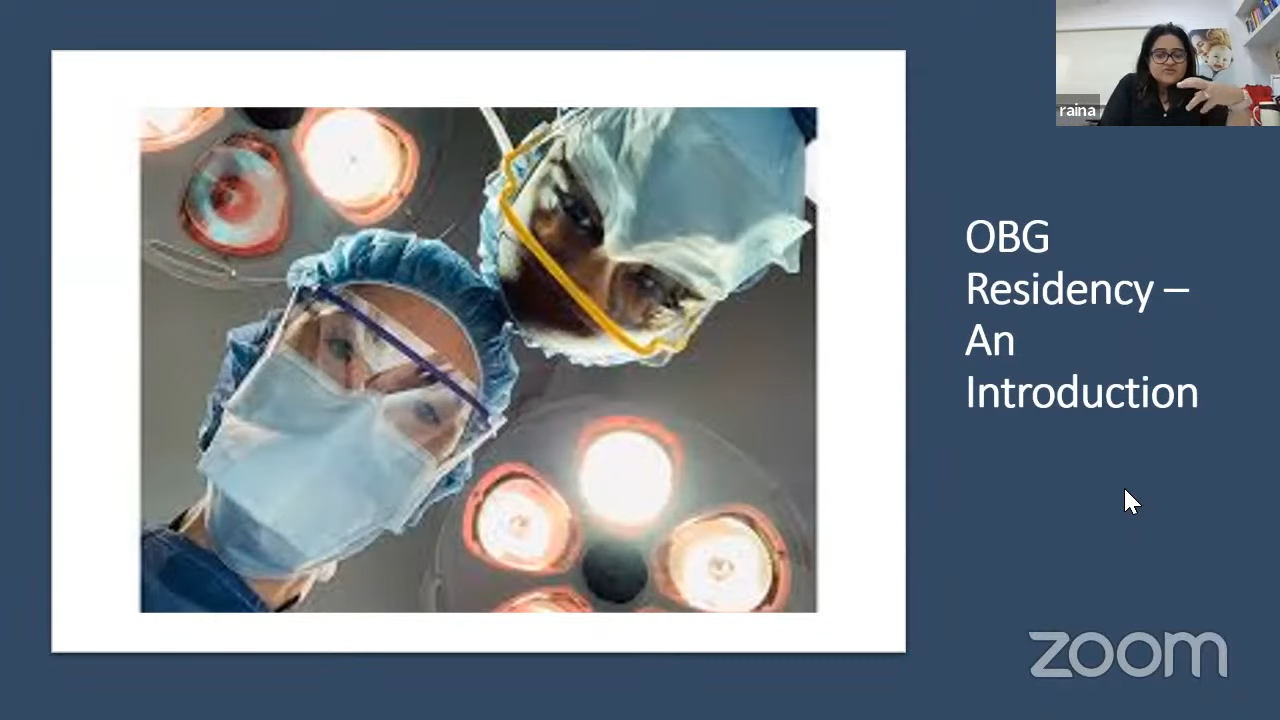 raina
OBG
Residency –
An
Introduction
zoom